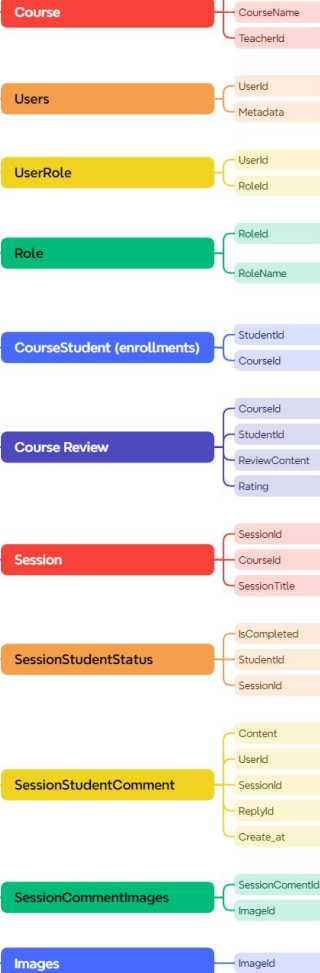 Course
CourseName
TeacherId
Users
UserId
Metadata
UserRole
UserId
RoleId
Role
RoleId
RoleName
CourseStudent (enrollments)
StudentId
CourseId
Course Review
CourseId
StudentId
ReviewContent
Rating
Session
SessionId
CourseId
SessionTitle
SessionStudentStatus
IsCompleted
StudentId
SessionId
SessionStudentComment
Content
UserId
SessionId
ReplyId
Create_at
SessionCommentImages
SessionComentId
ImageId
Images
ImageId